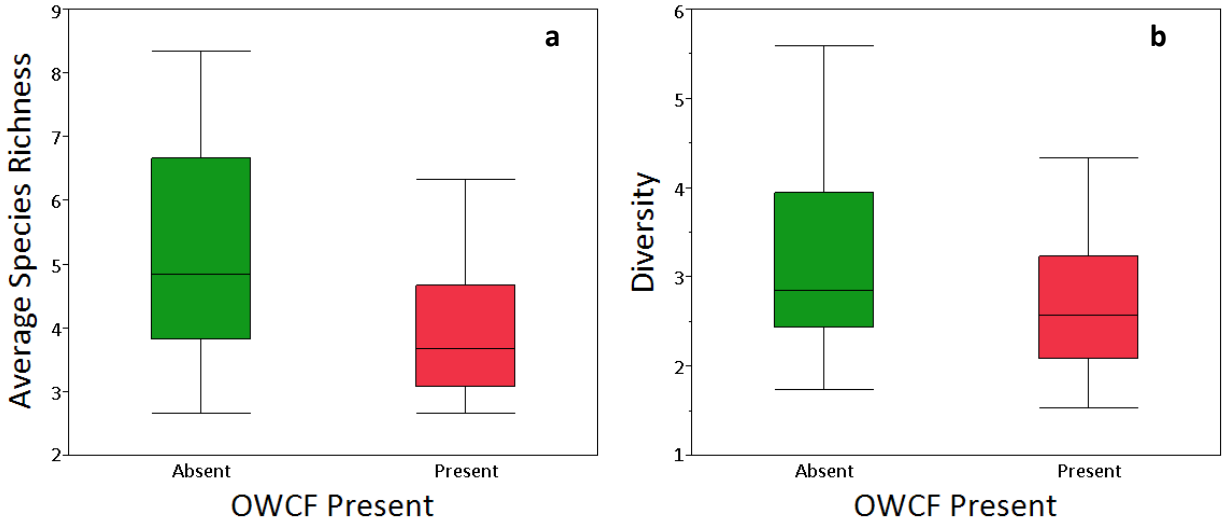 a
Average Species Richness
9
8
7
6
5
4
3
2
Absent Present
OWCF Present
b
Diversity
6
5
4
3
2
1
Absent Present
OWCF Present